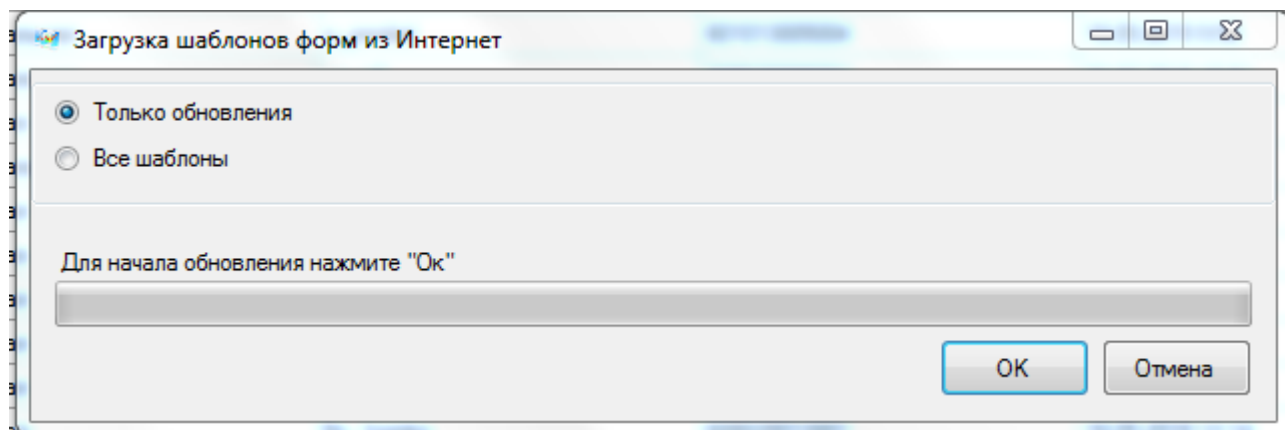 Загрузка шаблонов форм из Интернет
Только обновления
Все шаблоны
Для начала обновления нажмите "Ок"
OK
Отмена